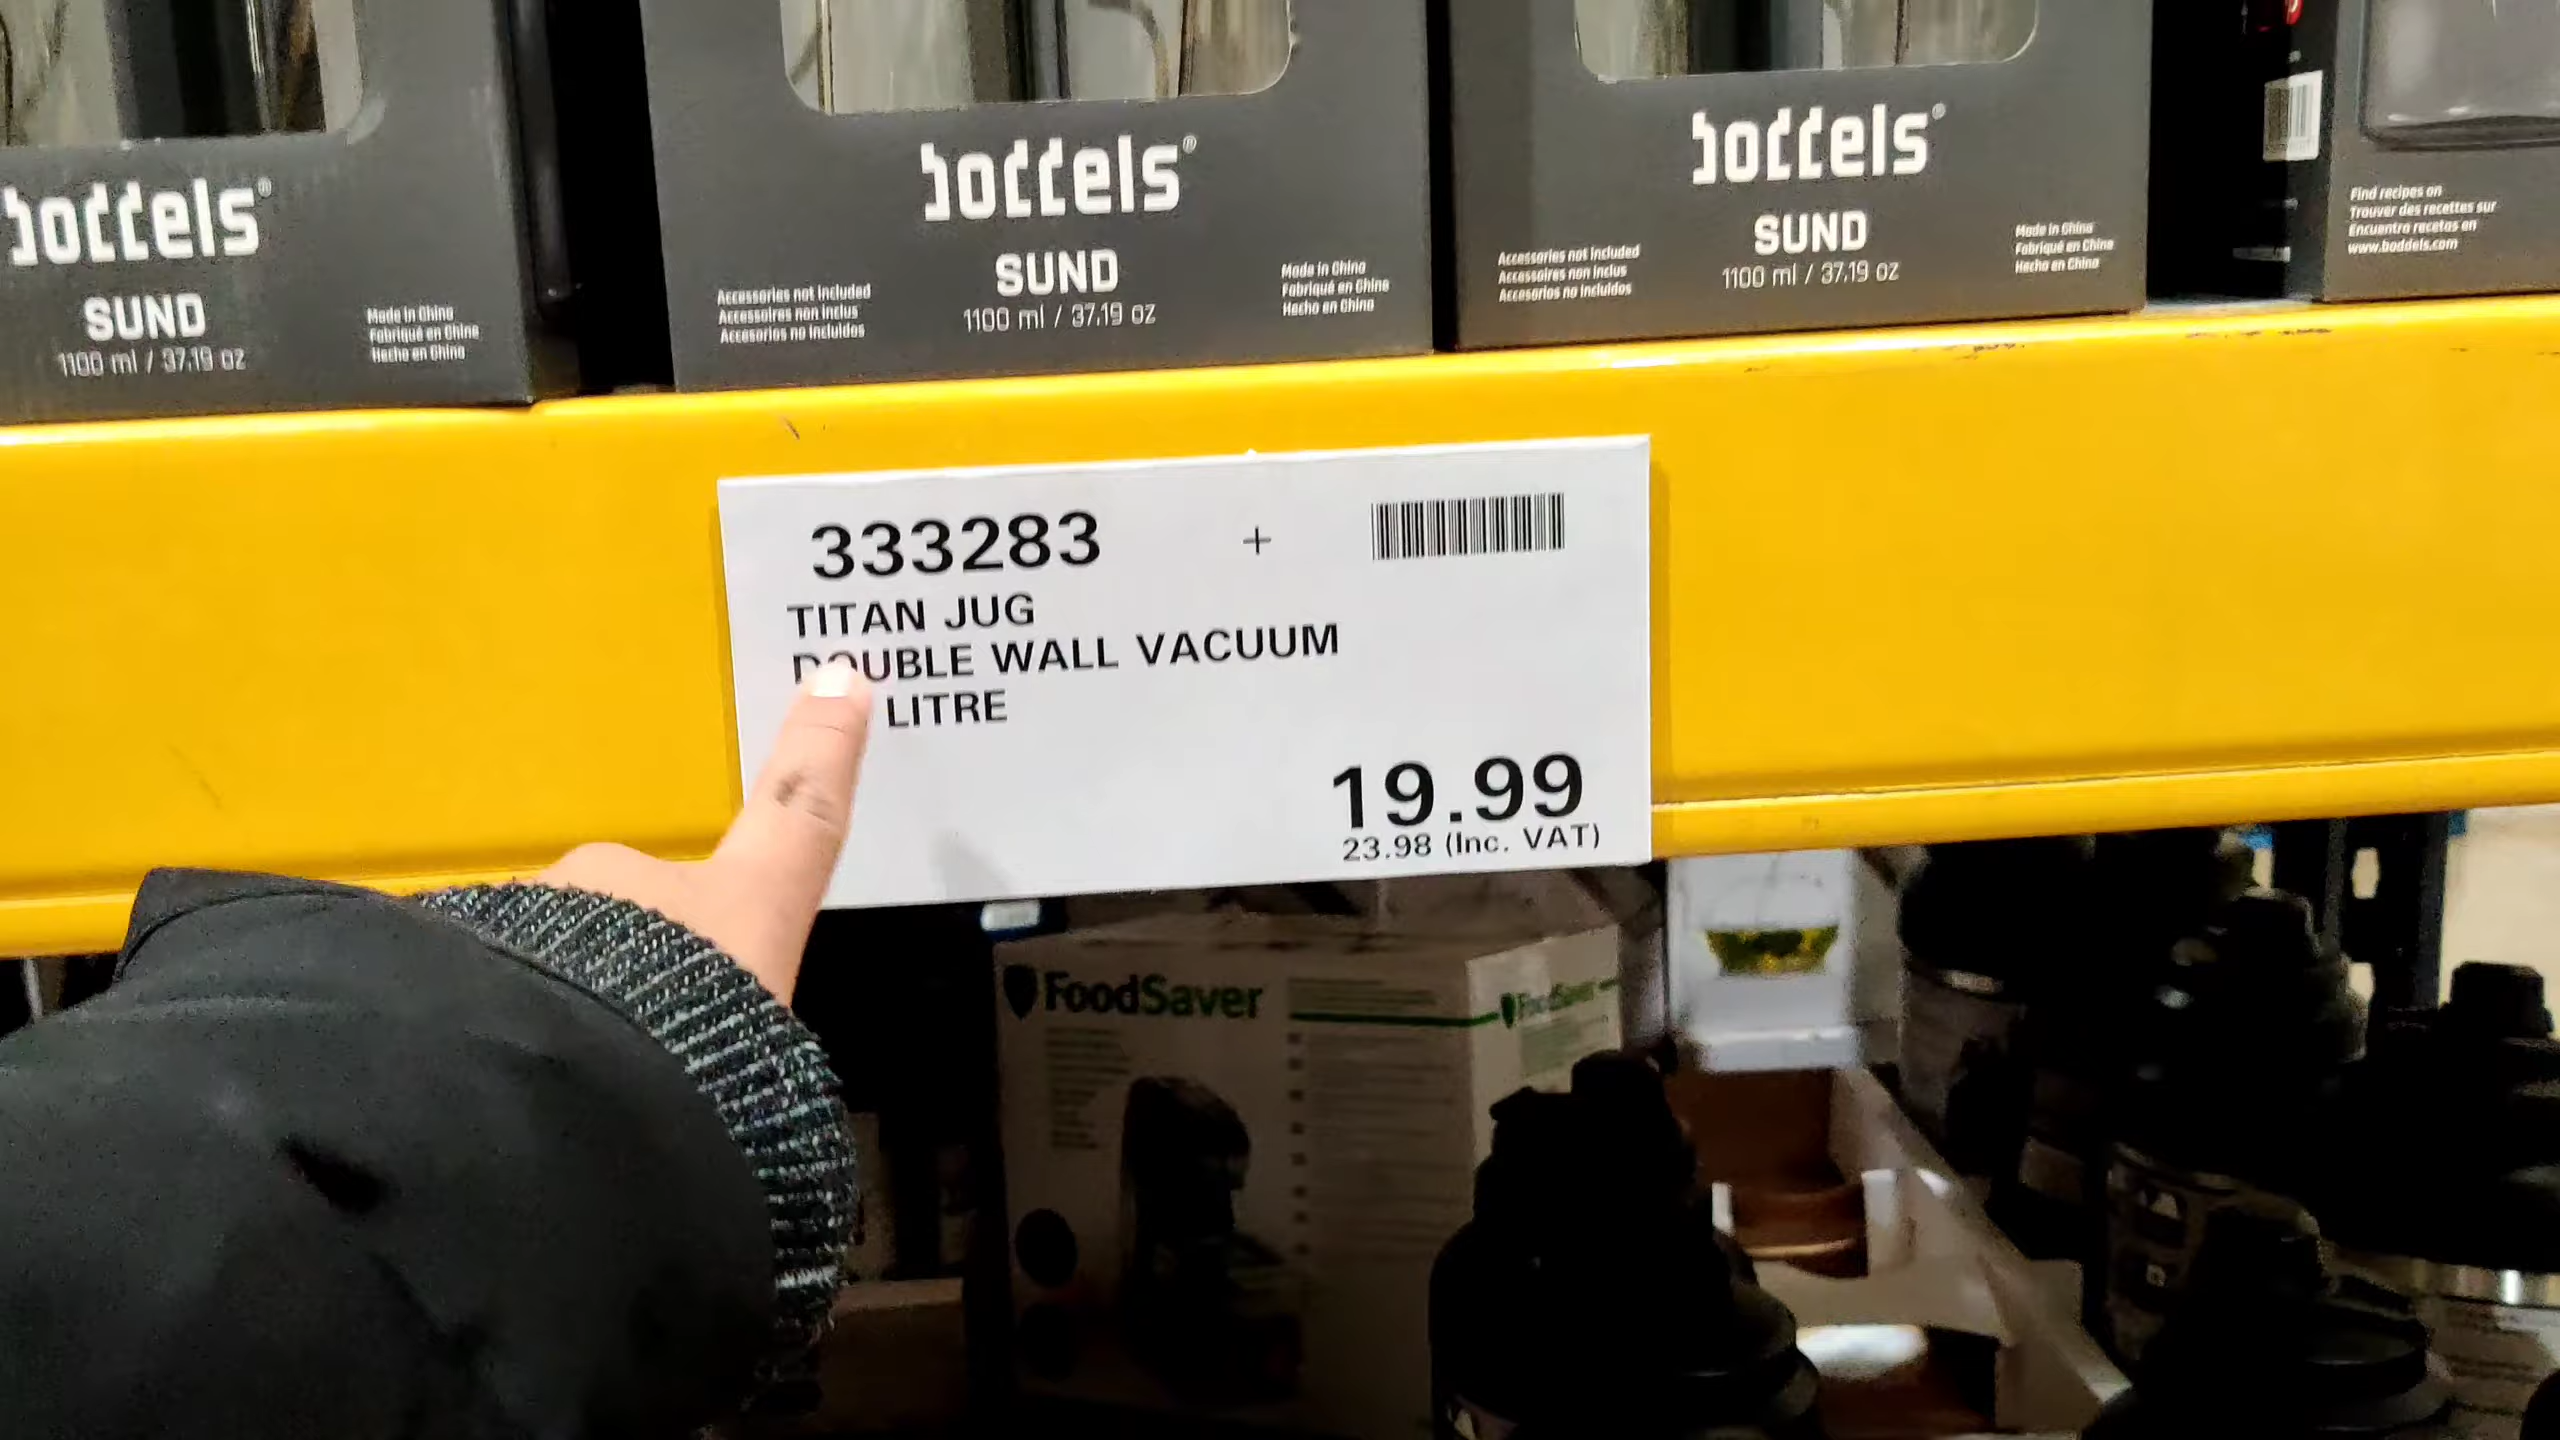 boddels®
SUND
1100 ml / 37.19 oz
Made in China
Fabriqué en Chine
Hecho en China
boddels®
SUND
1100 ml / 37.19 oz
Accessories not included
Accessoires non inclus
Accesorios no incluidos
Made in China
Fabriqué en Chine
Hecho en China
boddels®
SUND
1100 ml / 37.19 oz
Accessories not included
Accessoires non inclus
Accesorios no incluidos
Made in China
Fabriqué en Chine
Hecho en China
Find recipes on
Trouver des recettes sur
Encuentra recetas en
www.boddels.com
333283 +
TITAN JUG
DOUBLE WALL VACUUM
LITRE
19.99
23.98 (Inc. VAT)
FoodSaver
FoodSaver